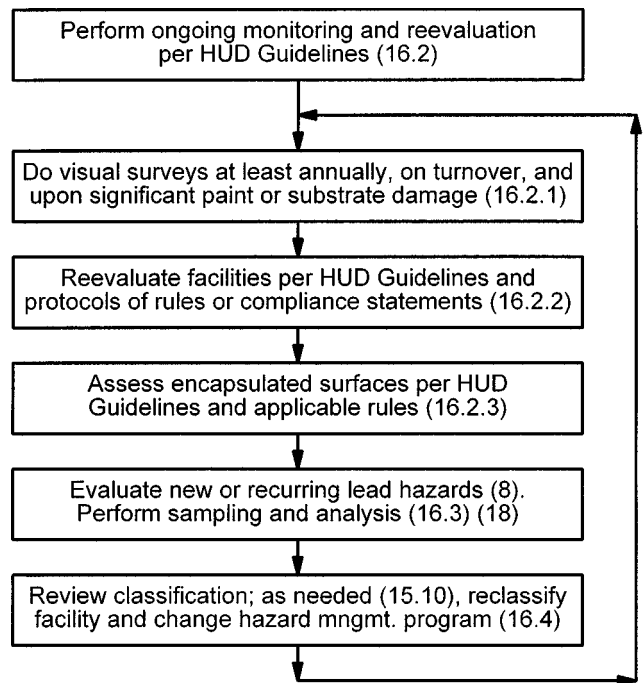 Perform ongoing monitoring and reevaluation
per HUD Guidelines (16.2)
Do visual surveys at least annually, on turnover, and
upon significant paint or substrate damage (16.2.1)
Reevaluate facilities per HUD Guidelines and
protocols of rules or compliance statements (16.2.2)
Assess encapsulated surfaces per HUD
Guidelines and applicable rules (16.2.3)
Evaluate new or recurring lead hazards (8).
Perform sampling and analysis (16.3) (18)
Review classification; as needed (15.10), reclassify
facility and change hazard mngmt. program (16.4)